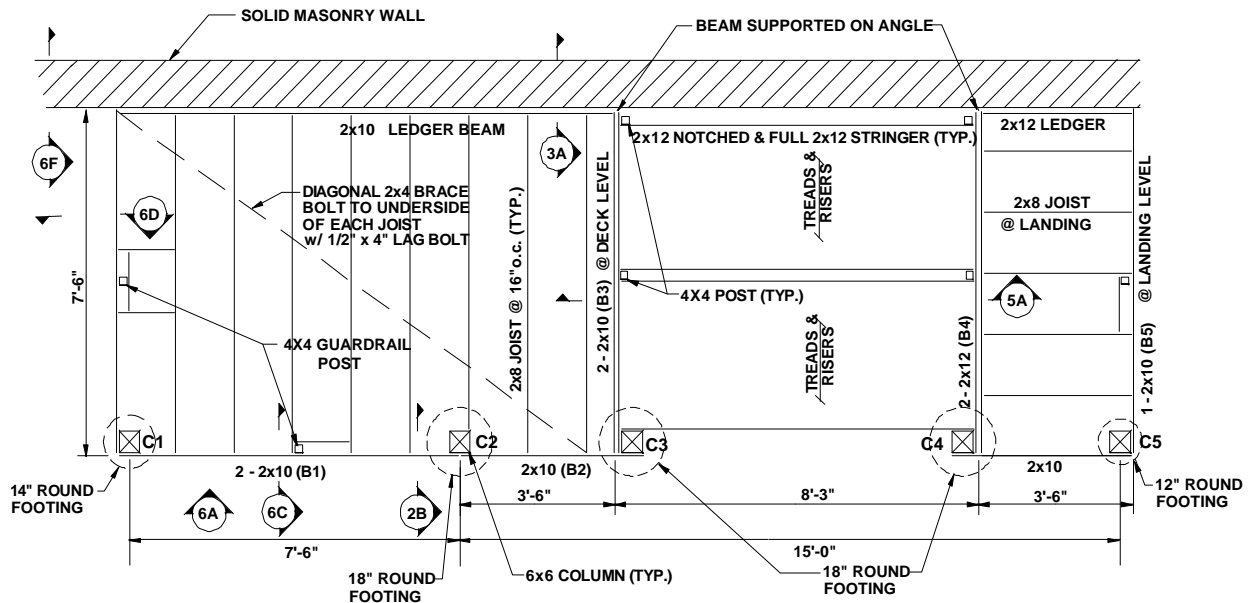 SOLID MASONRY WALL
BEAM SUPPORTED ON ANGLE
2x10 LEDGER BEAM
2x12 NOTCHED & FULL 2x12 STRINGER (TYP.)
2x12 LEDGER
6F
3A
DIAGONAL 2x4 BRACE
BOLT TO UNDERSIDE
OF EACH JOIST
w/ 1/2" x 4" LAG BOLT
6D
2x8 JOIST @ 16"o.c. (TYP.)
2 - 2x10 (B3) @ DECK LEVEL
TREADS &
RISERS
2x8 JOIST
@ LANDING
1 - 2x10 (B5) @ LANDING LEVEL
7'-6"
4X4 POST (TYP.)
5A
4X4 GUARDRAIL
POST
TREADS &
RISERS
2- 2x12 (B4)
C1
C2
C3
C4
C5
2 - 2x10 (B1)
2x10 (B2)
2x10
14" ROUND
FOOTING
3'-6"
8'-3"
3'-6"
12" ROUND
FOOTING
6A
6C
2B
7'-6"
15'-0"
18" ROUND
FOOTING
6x6 COLUMN (TYP.)
18" ROUND
FOOTING